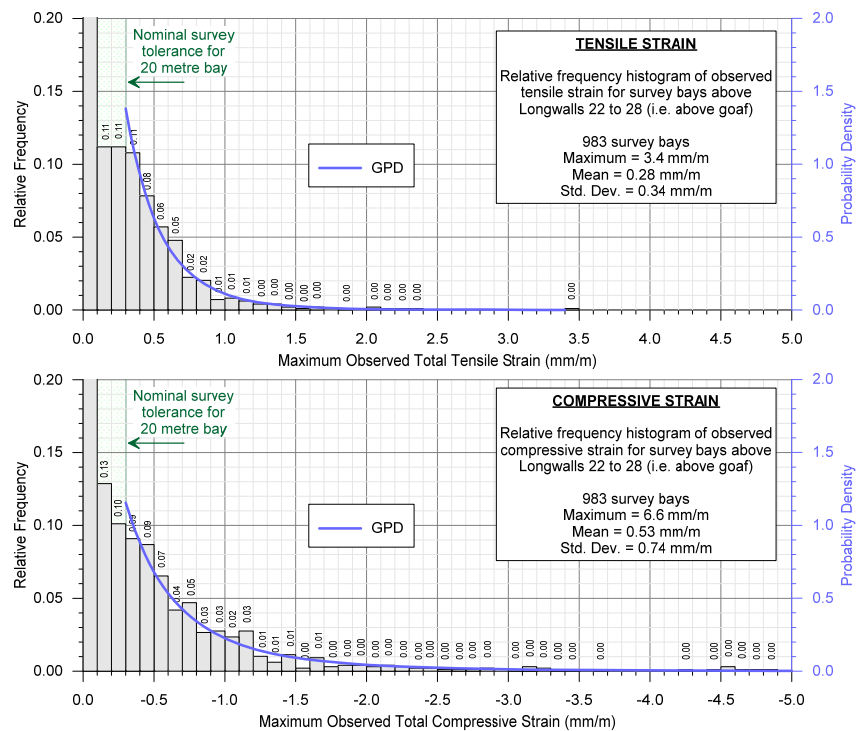 0.20
0.15
0.10
0.05
0.00
Relative Frequency
2.0
1.5
1.0
0.5
0.0
Probability Density
Nominal survey
tolerance for
20 metre bay
TENSILE STRAIN
Relative frequency histogram of observed
tensile strain for survey bays above
Longwalls 22 to 28 (i.e. above goaf)
983 survey bays
Maximum = 3.4 mm/m
Mean = 0.28 mm/m
Std. Dev. = 0.34 mm/m
GPD
0.11 0.11 0.11 0.08 0.06 0.05 0.02 0.02 0.01 0.01 0.01 0.00 0.00 0.00 0.00 0.00 0.00 0.00 0.00 0.00 0.00
0.0 0.5 1.0 1.5 2.0 2.5 3.0 3.5 4.0 4.5 5.0
Maximum Observed Total Tensile Strain (mm/m)
0.20
0.15
0.10
0.05
0.00
Relative Frequency
2.0
1.5
1.0
0.5
0.0
Probability Density
Nominal survey
tolerance for
20 metre bay
COMPRESSIVE STRAIN
Relative frequency histogram of observed
compressive strain for survey bays above
Longwalls 22 to 28 (i.e. above goaf)
983 survey bays
Maximum = 6.6 mm/m
Mean = 0.53 mm/m
Std. Dev. = 0.74 mm/m
GPD
0.13 0.10 0.09 0.09 0.07 0.04 0.05 0.03 0.03 0.02 0.03 0.01 0.01 0.01 0.00 0.01 0.00 0.00 0.00 0.00 0.00 0.00 0.00 0.00 0.00 0.00 0.00 0.00 0.00 0.00 0.00 0.00 0.00 0.00 0.00 0.00 0.00 0.00
0.0 -0.5 -1.0 -1.5 -2.0 -2.5 -3.0 -3.5 -4.0 -4.5 -5.0
Maximum Observed Total Compressive Strain (mm/m)